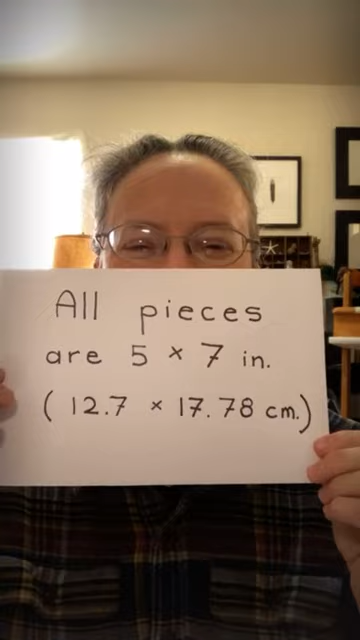 All pieces
are 5 × 7 in.
( 12.7 × 17.78 cm.)